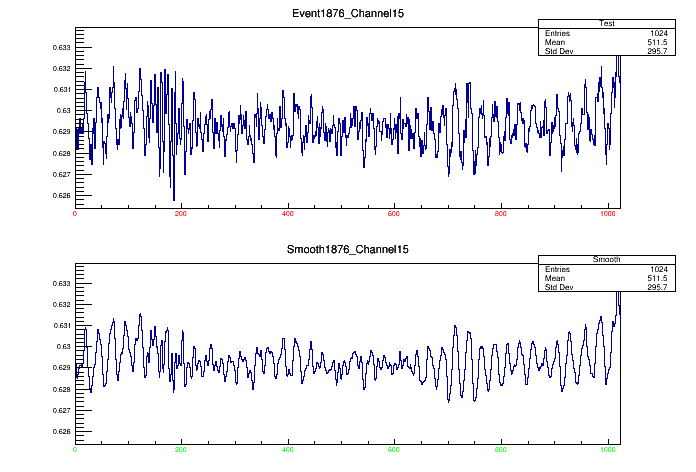 Event1876_Channel15
Test
Entries 1024
Mean 511.5
Std Dev 295.7
0.633
0.632
0.631
0.63
0.629
0.628
0.627
0.626
0 200 400 600 800 1000
Smooth1876_Channel15
Smooth
Entries 1024
Mean 511.5
Std Dev 295.7
0.633
0.632
0.631
0.63
0.629
0.628
0.627
0.626
0 200 400 600 800 1000